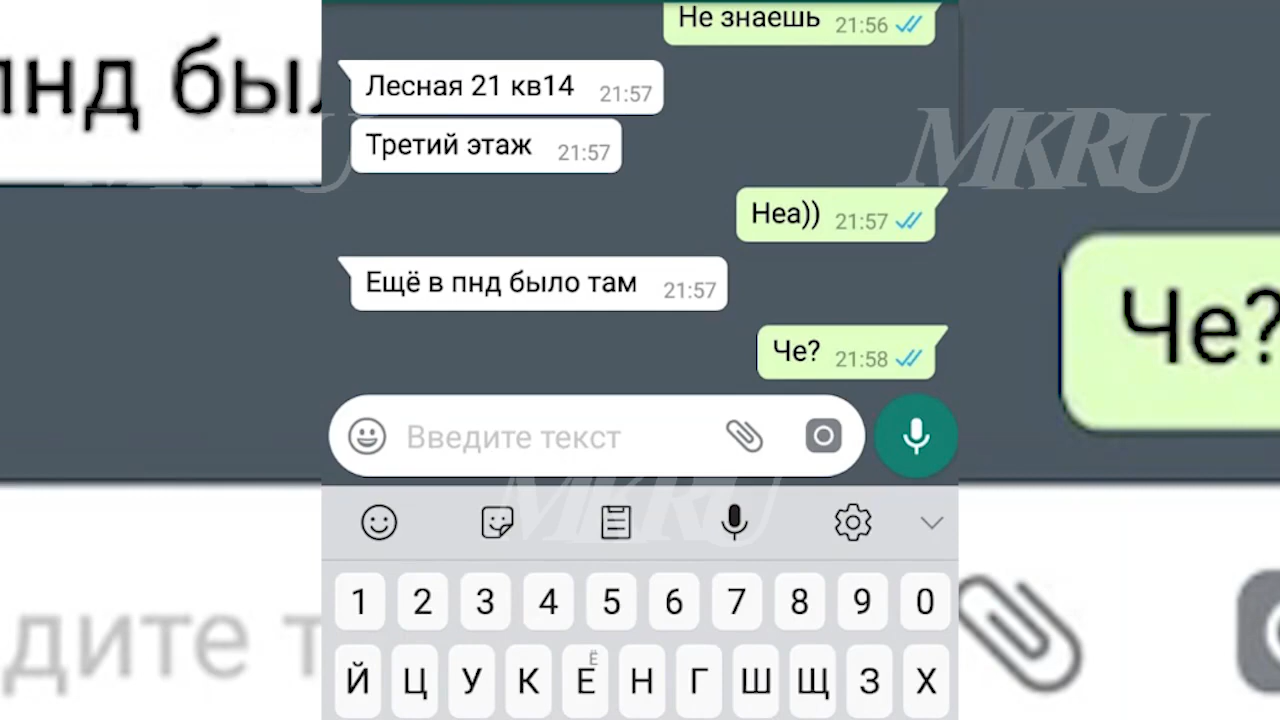 Не знаешь 21:56
Лесная 21 кв14 21:57
Третий этаж 21:57
Неа)) 21:57
Ещё в пнд было там 21:57
Че? 21:58
Введите текст
1 2 3 4 5 6 7 8 9 0
Й Ц У К Е Ё Н Г Ш Щ З Х
пнд был
Че?
дите т
MKRU
MKRU